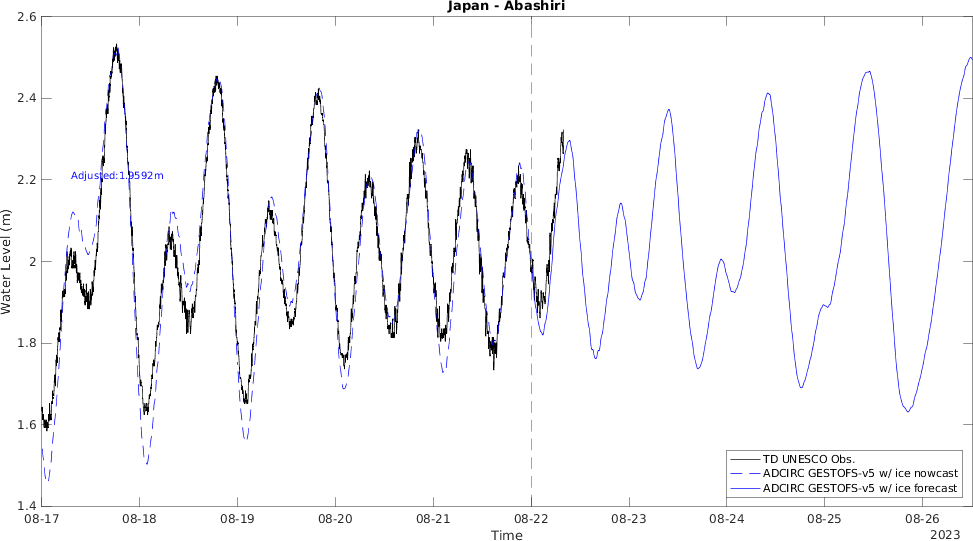 Japan - Abashiri
2.6
2.4
2.2
2
1.8
1.6
1.4
Water Level (m)
Adjusted:1.9592m
TD UNESCO Obs.
ADCIRC GESTOFS-v5 w/ ice nowcast
ADCIRC GESTOFS-v5 w/ ice forecast
08-17 08-18 08-19 08-20 08-21 08-22 08-23 08-24 08-25 08-26
Time
2023